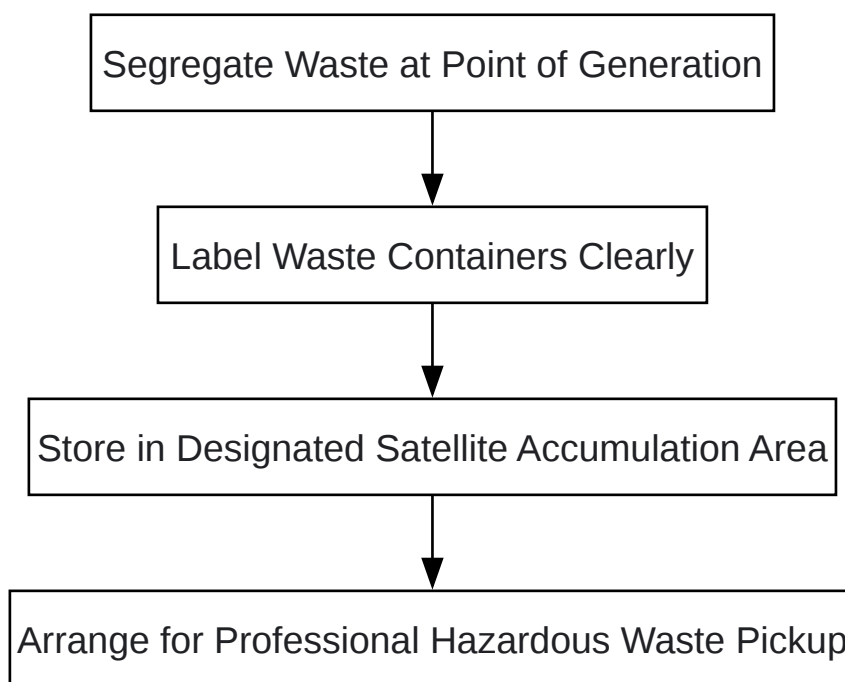 Segregate Waste at Point of Generation
Label Waste Containers Clearly
Store in Designated Satellite Accumulation Area
Arrange for Professional Hazardous Waste Pickup